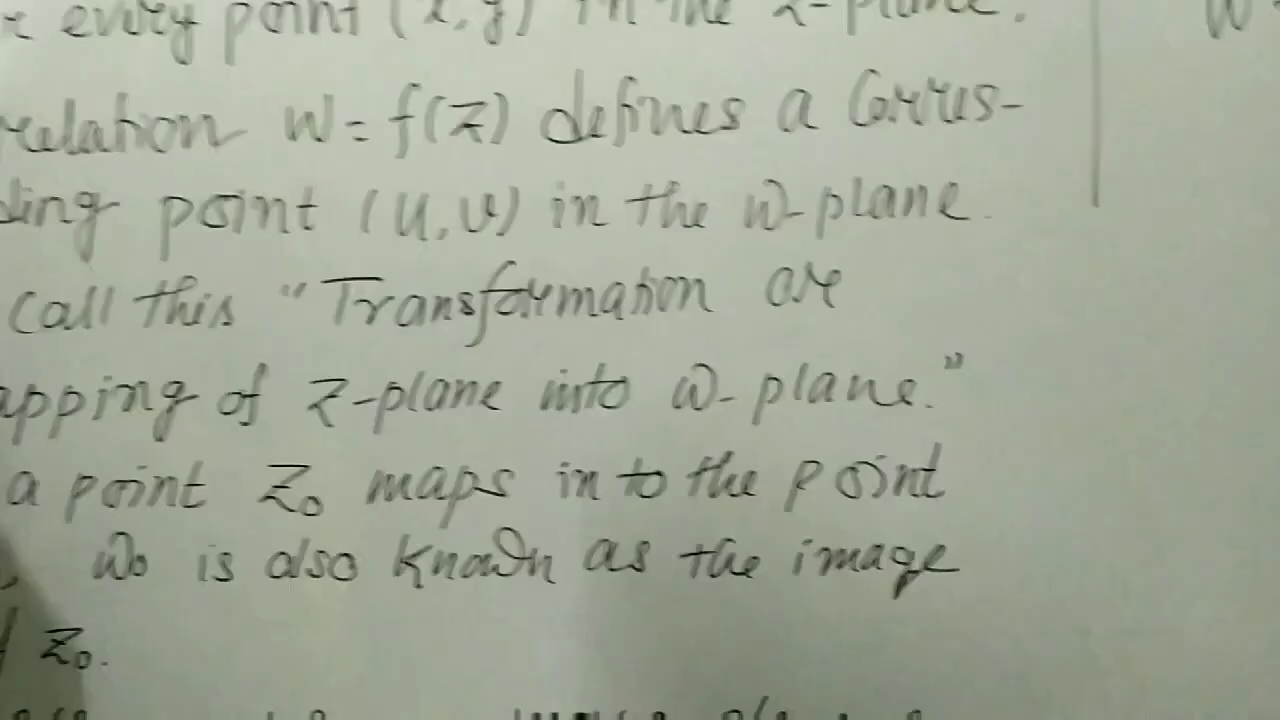 every point (x, y) in the z-plane.
relation w = f(z) defines a Corres-
ding point (u, v) in the w-plane.
call this "Transformation or
apping of z-plane into w-plane."
a point z₀ maps in to the point
w₀ is also known as the image
z₀.